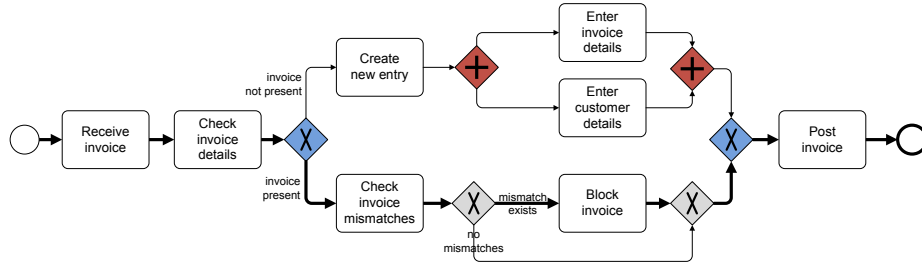 Receive
invoice
Check
invoice
details
invoice
not present
Create
new entry
Enter
invoice
details
Enter
customer
details
invoice
present
Check
invoice
mismatches
mismatch
exists
no
mismatches
Block
invoice
Post
invoice